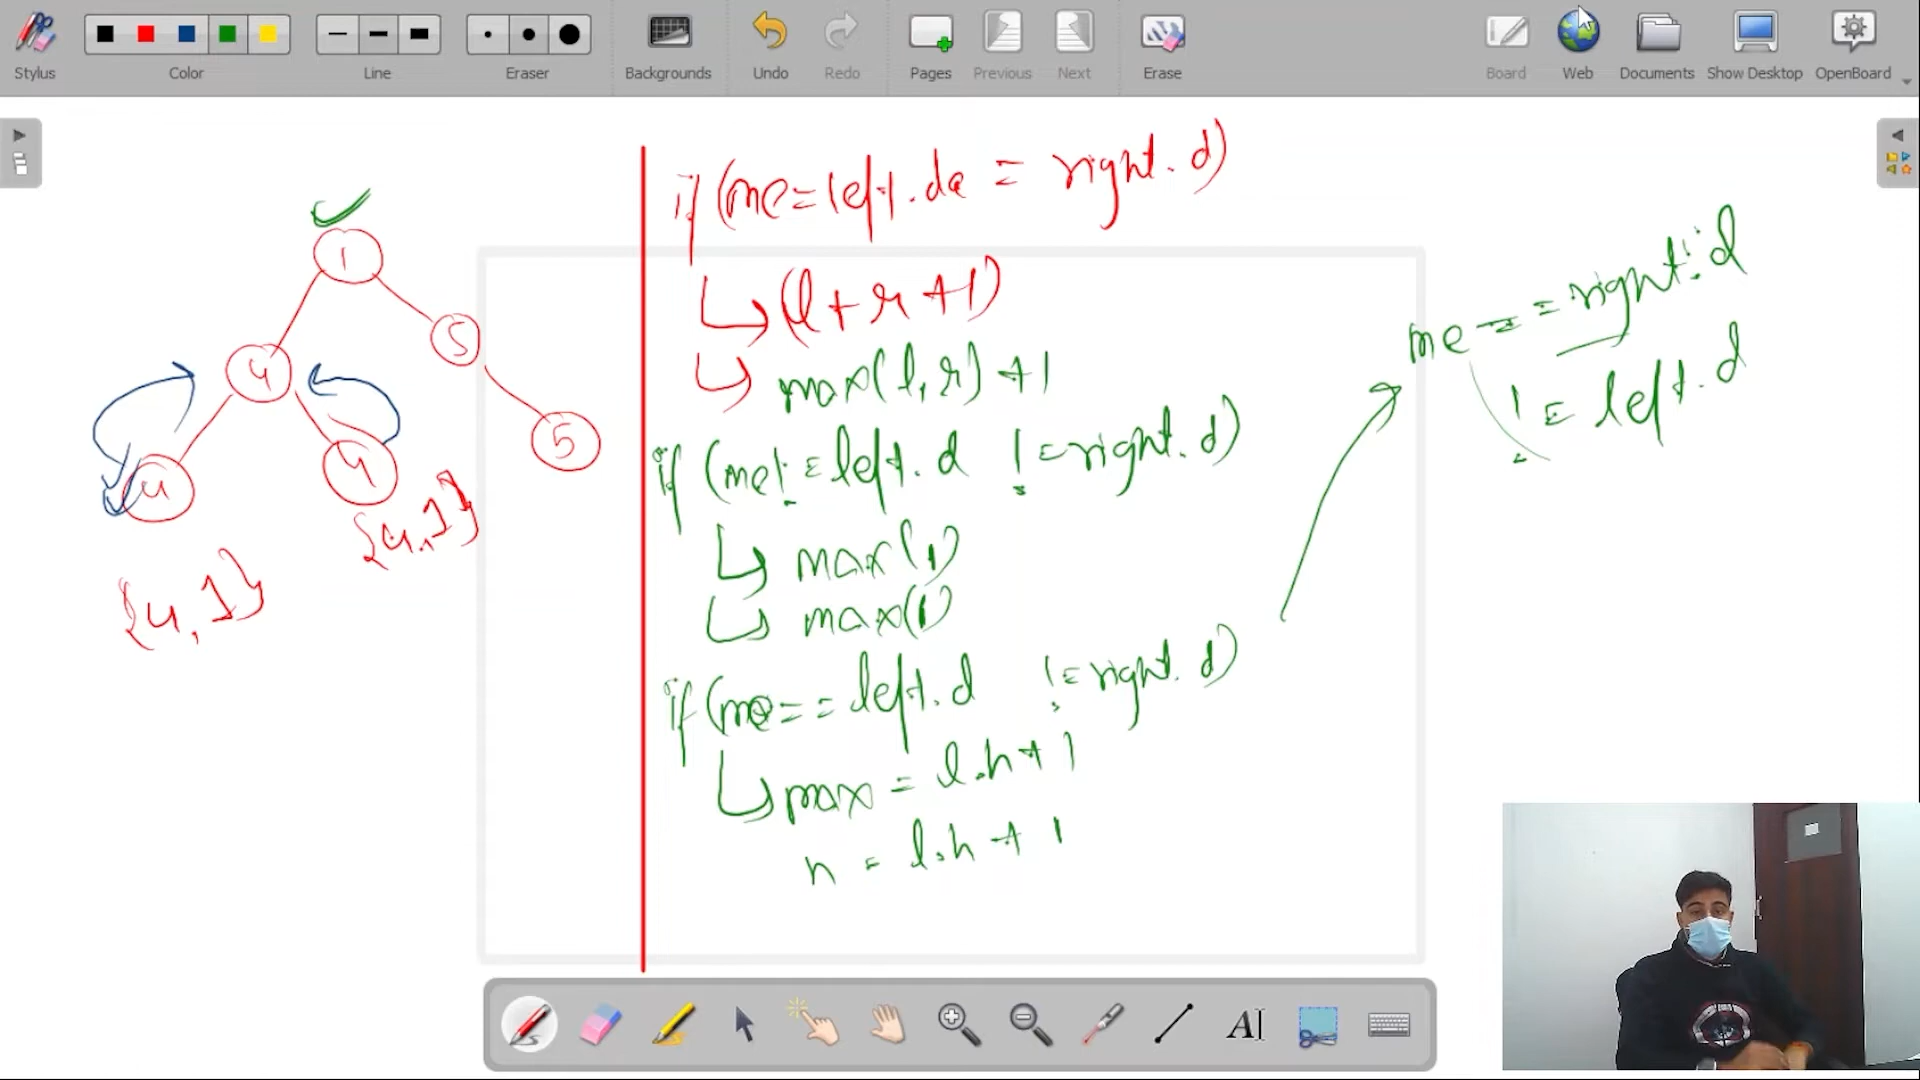 Stylus
Color
Line
Eraser
Backgrounds
Undo
Redo
Pages
Previous
Next
Erase
Board
Web
Documents
Show Desktop
OpenBoard
1
4
5
4
4
5
{4,1}
{4,1}
if (me=left.da = right.d)
(l+r+1)
max(l,r)+1
if (me!=left.d != right.d)
max(1)
max(1)
if (me==left.d != right.d)
max = l.h+1
h = l.h+1
me == right.d
!= left.d
AI